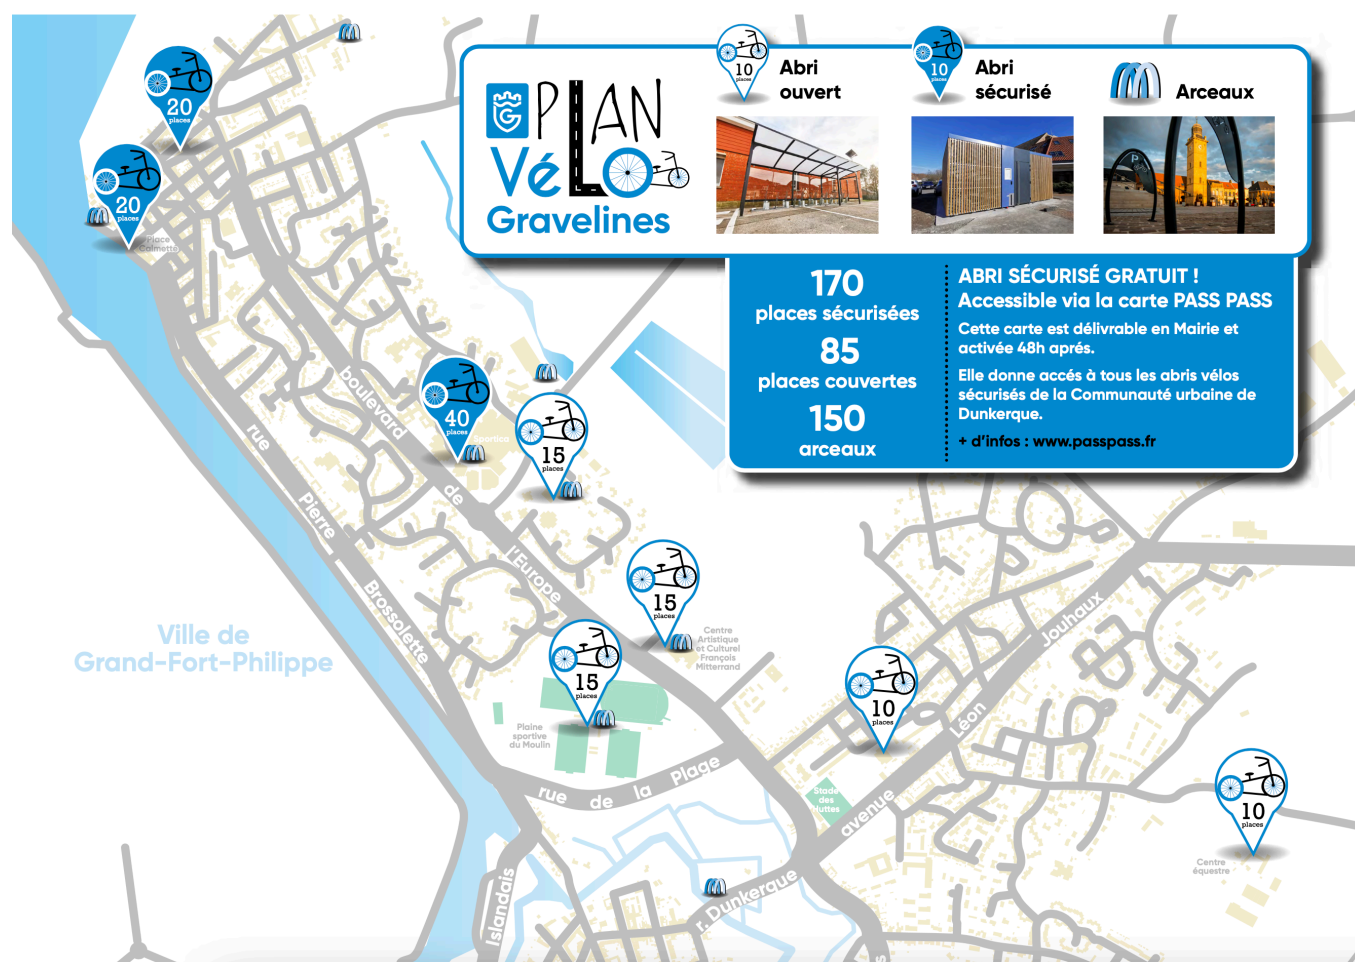 PLAN
Vélo
Gravelines
10
places
Abri
ouvert
10
places
Abri
sécurisé
Arceaux
P
170
places sécurisées
85
places couvertes
150
arceaux
ABRI SÉCURISÉ GRATUIT !
Accessible via la carte PASS PASS
Cette carte est délivrable en Mairie et
activée 48h aprés.
Elle donne accés à tous les abris vélos
sécurisés de la Communauté urbaine de
Dunkerque.
+ d'infos : www.passpass.fr
20
places
20
places
Place
Calmette
boulevard
de
l'Europe
40
places
Sportica
15
places
rue
Pierre
Brossolette
15
places
Centre
Artistique
et Culturel
François
Mitterrand
Ville de
Grand-Fort-Philippe
15
places
Plaine
sportive
du Moulin
10
places
avenue
Léon
Jouhaux
rue de la Plage
Stade
des
Huttes
10
places
Centre
équestre
r. Dunkerque
Islandais
s